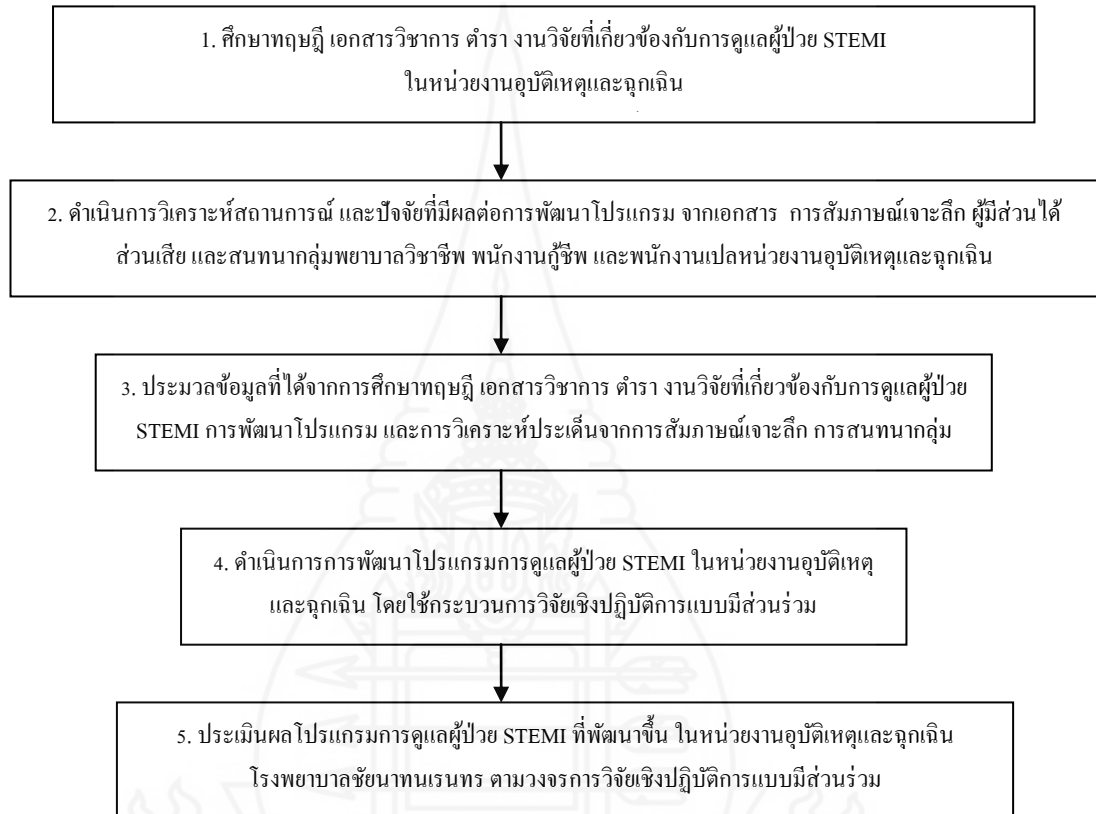 1. ศึกษาทฤษฎี เอกสารวิชาการ ตำรา งานวิจัยที่เกี่ยวข้องกับการดูแลผู้ป่วย STEMI
ในหน่วยงานอุบัติเหตุและฉุกเฉิน
2. ดำเนินการวิเคราะห์สถานการณ์ และปัจจัยที่มีผลต่อการพัฒนาโปรแกรม จากเอกสาร การสัมภาษณ์เจาะลึก ผู้มีส่วนได้
ส่วนเสีย และสนทนากลุ่มพยาบาลวิชาชีพ พนักงานกู้ชีพ และพนักงานเปลหน่วยงานอุบัติเหตุและฉุกเฉิน
3. ประมวลข้อมูลที่ได้จากการศึกษาทฤษฎี เอกสารวิชาการ ตำรา งานวิจัยที่เกี่ยวข้องกับการดูแลผู้ป่วย
STEMI การพัฒนาโปรแกรม และการวิเคราะห์ประเด็นจากการสัมภาษณ์เจาะลึก การสนทนากลุ่ม
4. ดำเนินการการพัฒนาโปรแกรมการดูแลผู้ป่วย STEMI ในหน่วยงานอุบัติเหตุ
และฉุกเฉิน โดยใช้กระบวนการวิจัยเชิงปฏิบัติการแบบมีส่วนร่วม
5. ประเมินผลโปรแกรมการดูแลผู้ป่วย STEMI ที่พัฒนาขึ้น ในหน่วยงานอุบัติเหตุและฉุกเฉิน
โรงพยาบาลชัยนาทนเรนทร ตามวงจรการวิจัยเชิงปฏิบัติการแบบมีส่วนร่วม